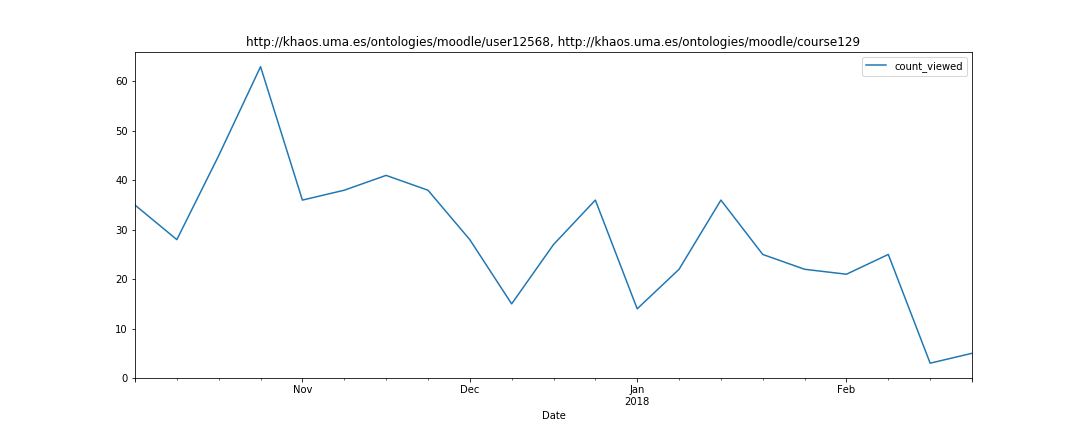 http://khaos.uma.es/ontologies/moodle/user12568, http://khaos.uma.es/ontologies/moodle/course129
count_viewed
60
50
40
30
20
10
0
Nov
Dec
Jan
2018
Feb
Date